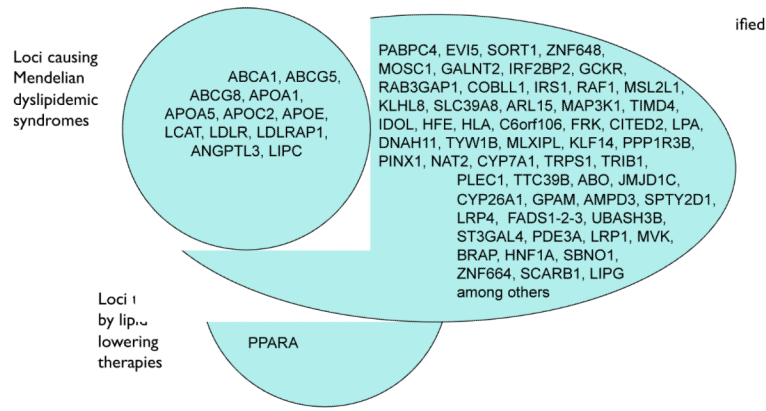 ified
Loci causing
Mendelian
dyslipidemic
syndromes
ABCA1, ABCG5,
ABCG8, APOA1,
APOA5, APOC2, APOE,
LCAT, LDLR, LDLRAP1,
ANGPTL3, LIPC
PABPC4, EVI5, SORT1, ZNF648,
MOSC1, GALNT2, IRF2BP2, GCKR,
RAB3GAP1, COBLL1, IRS1, RAF1, MSL2L1,
KLHL8, SLC39A8, ARL15, MAP3K1, TIMD4,
IDOL, HFE, HLA, C6orf106, FRK, CITED2, LPA,
DNAH11, TYW1B, MLXIPL, KLF14, PPP1R3B,
PINX1, NAT2, CYP7A1, TRPS1, TRIB1,
PLEC1, TTC39B, ABO, JMJD1C,
CYP26A1, GPAM, AMPD3, SPTY2D1,
LRP4, FADS1-2-3, UBASH3B,
ST3GAL4, PDE3A, LRP1, MVK,
BRAP, HNF1A, SBNO1,
ZNF664, SCARB1, LIPG
among others
Loci
by
lowering
therapies
PPARA